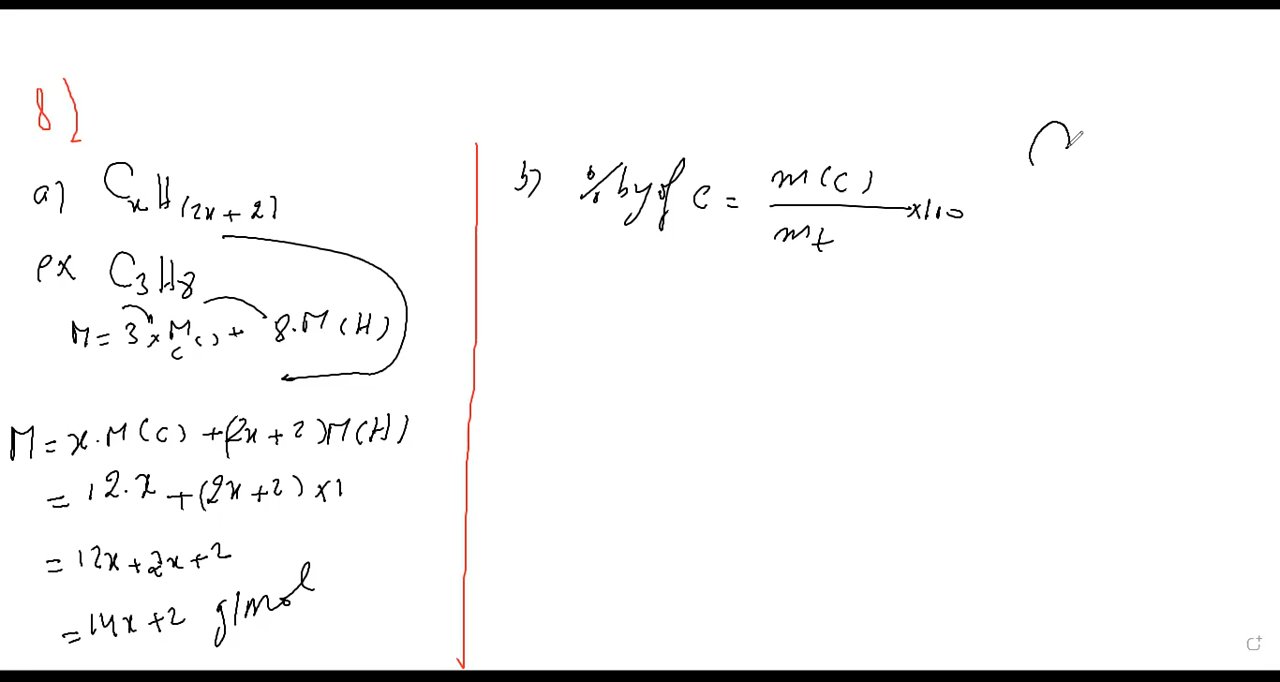 8)
a) CxH(2x+2)
ex C3H8
M = 3 x M(C) + 8.M(H)
M = x.M(C) + (2x+2)M(H)
= 12.x + (2x+2) x1
= 12x + 2x + 2
= 14x + 2 g/mol
b) % by of C = m(C) / mt x100